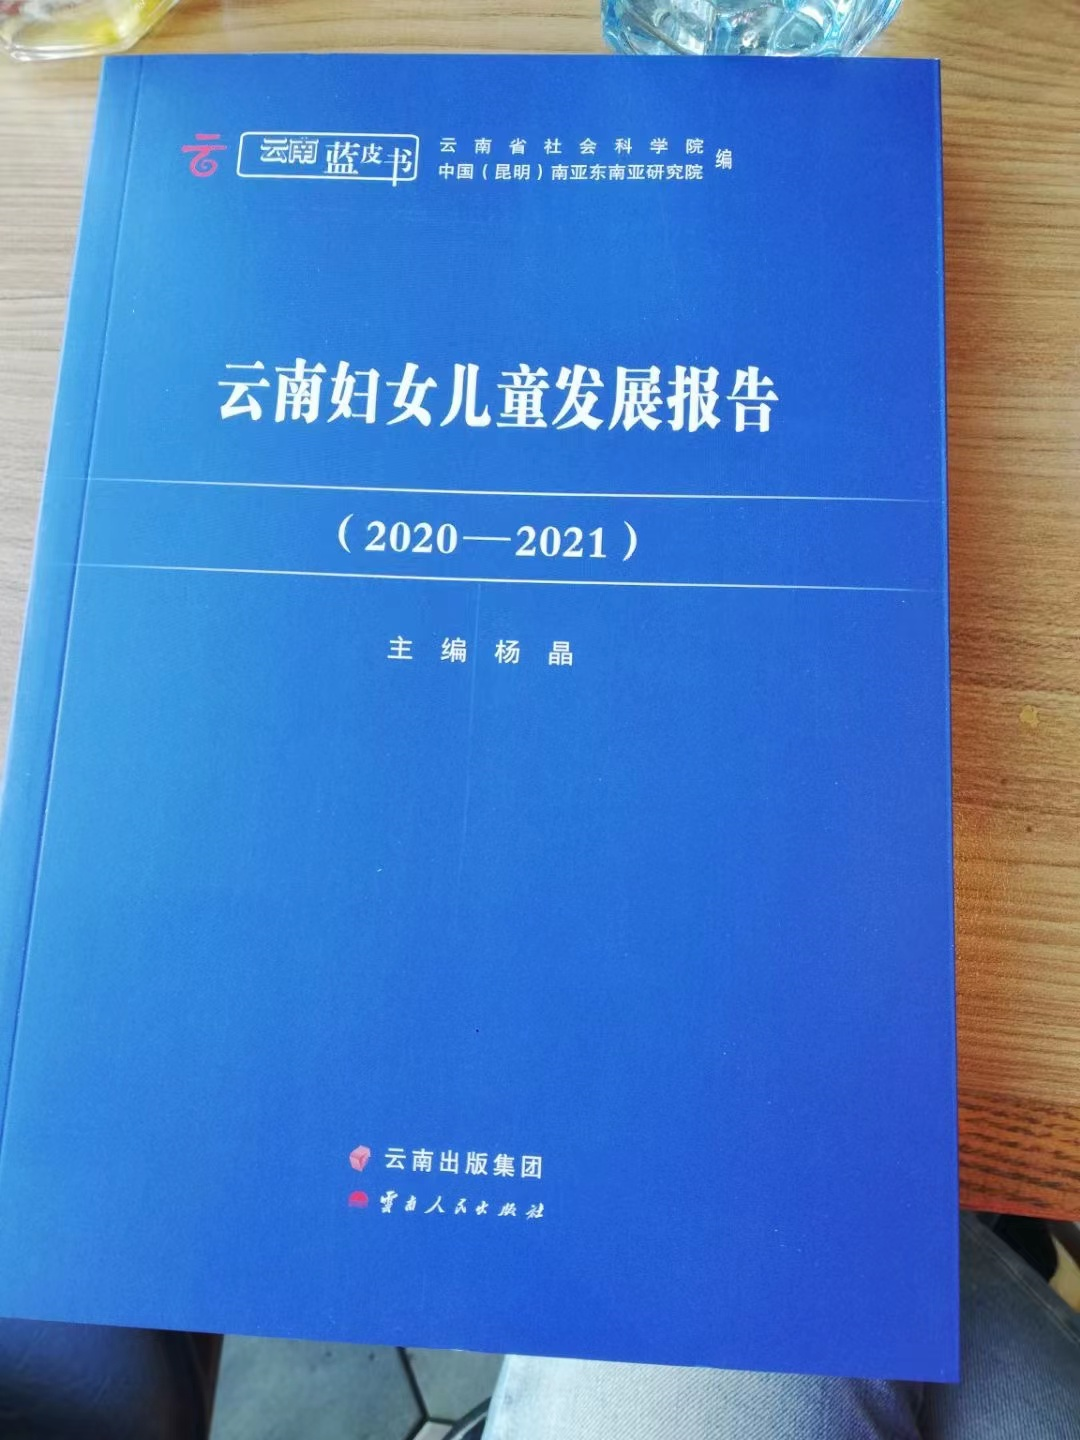 云南蓝皮书
云南省社会科学院
中国（昆明）南亚东南亚研究院
编
云南妇女儿童发展报告
（2020—2021）
主编 杨晶
云南出版集团
雲南人民出版社